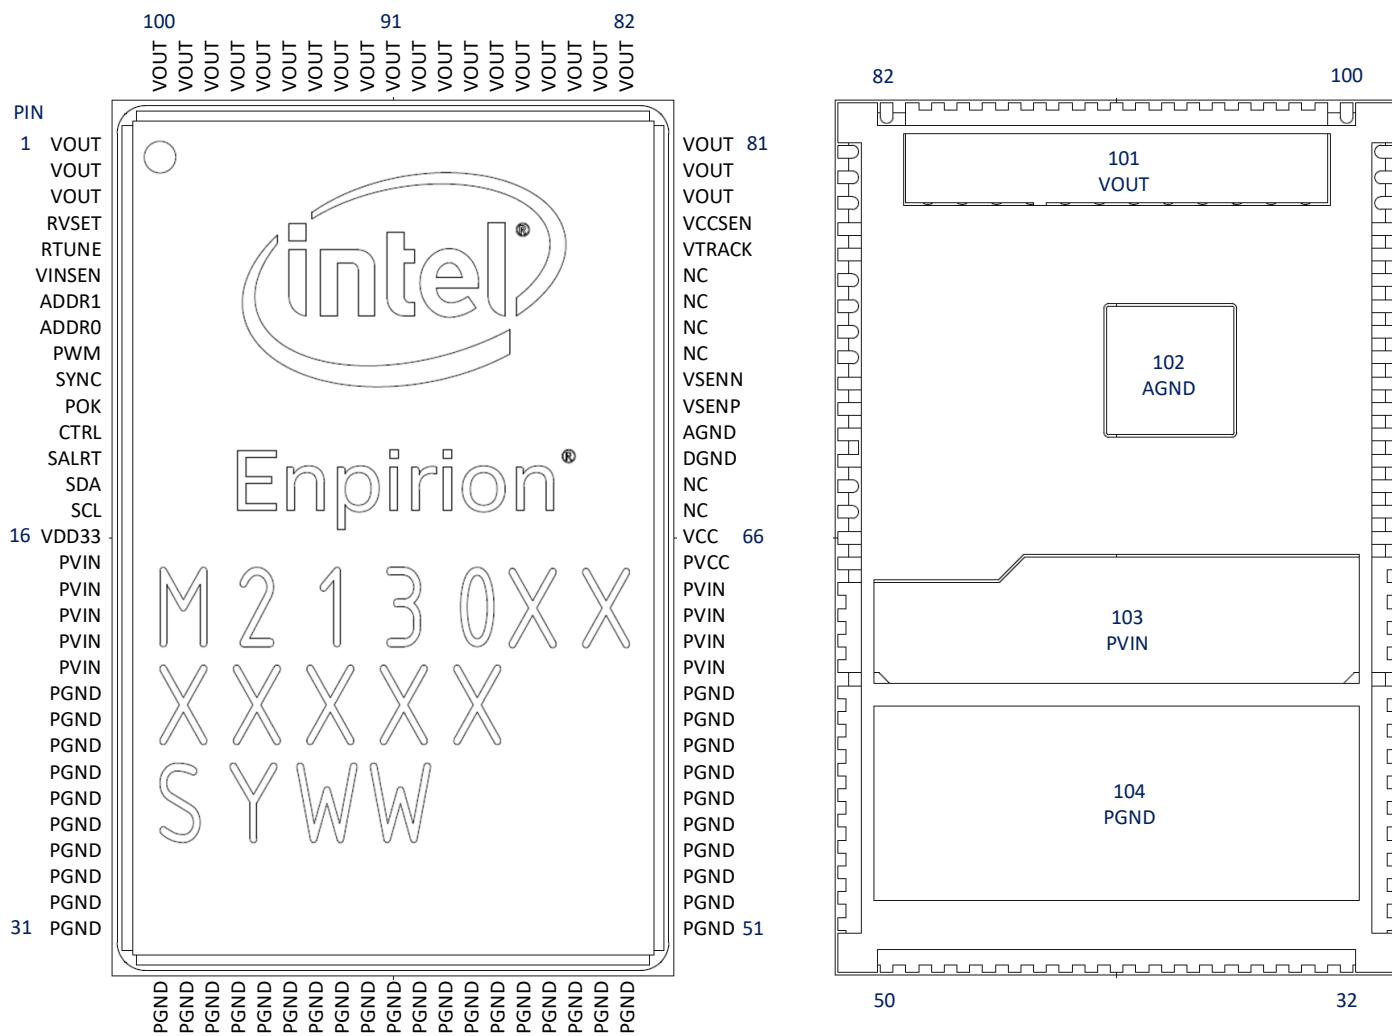 100 91 82
VOUT VOUT VOUT VOUT VOUT VOUT VOUT VOUT VOUT VOUT VOUT VOUT VOUT VOUT VOUT VOUT VOUT VOUT VOUT
PIN
1 VOUT
VOUT
VOUT
RVSET
RTUNE
VINSEN
ADDR1
ADDR0
PWM
SYNC
POK
CTRL
SALRT
SDA
SCL
16 VDD33
PVIN
PVIN
PVIN
PVIN
PVIN
PGND
PGND
PGND
PGND
PGND
PGND
PGND
PGND
PGND
31 PGND
intel®
Enpirion®
M2130XX
XXXXX
SYWW
VOUT 81
VOUT
VOUT
VCCSEN
VTRACK
NC
NC
NC
NC
VSENN
VSENP
AGND
DGND
NC
NC
VCC 66
PVCC
PVIN
PVIN
PVIN
PVIN
PGND
PGND
PGND
PGND
PGND
PGND
PGND
PGND
PGND
PGND 51
PGND PGND PGND PGND PGND PGND PGND PGND PGND PGND PGND PGND PGND PGND PGND PGND PGND PGND PGND
82 100
101
VOUT
102
AGND
103
PVIN
104
PGND
50 32